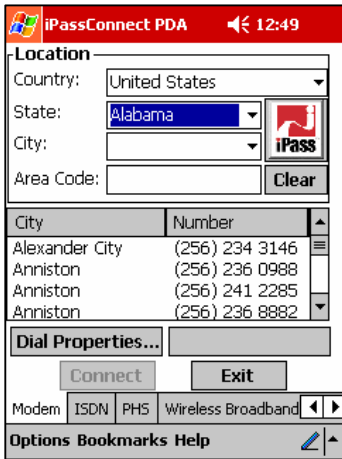 iPassConnect PDA 12:49
Location
Country: United States
State: Alabama
City:
iPass
Area Code: Clear
City Number
Alexander City (256) 234 3146
Anniston (256) 236 0988
Anniston (256) 241 2285
Anniston (256) 236 8882
Dial Properties...
Connect Exit
Modem ISDN PHS Wireless Broadband
Options Bookmarks Help